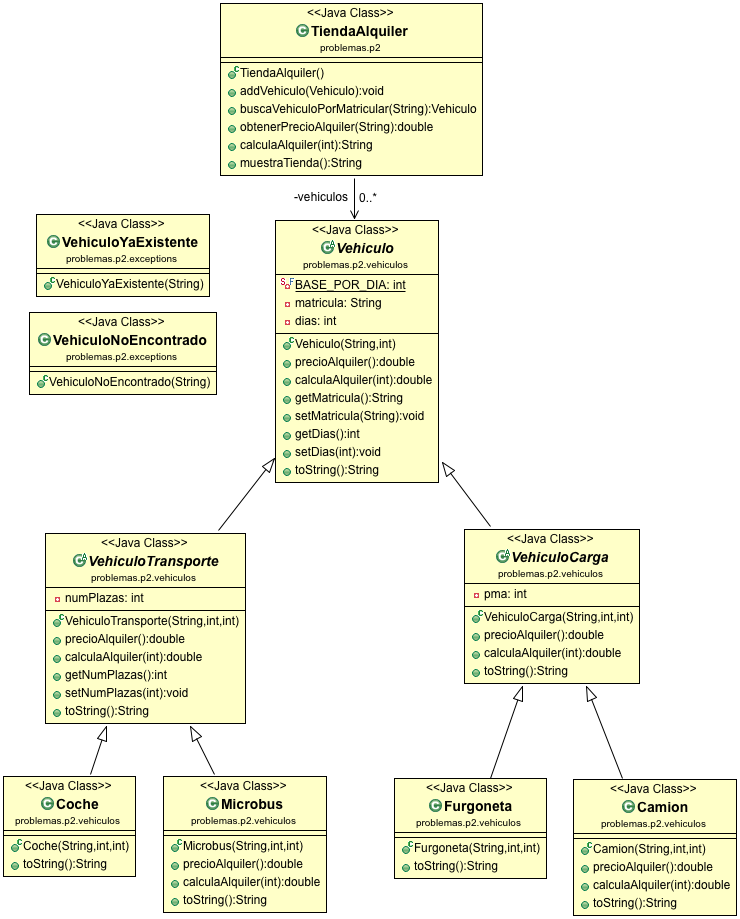 <<Java Class>>
TiendaAlquiler
problemas.p2
TiendaAlquiler()
addVehiculo(Vehiculo):void
buscaVehiculoPorMatricular(String):Vehiculo
obtenerPrecioAlquiler(String):double
calculaAlquiler(int):String
muestraTienda():String
-vehiculos 0..*
<<Java Class>>
VehiculoYaExistente
problemas.p2.exceptions
VehiculoYaExistente(String)
<<Java Class>>
VehiculoNoEncontrado
problemas.p2.exceptions
VehiculoNoEncontrado(String)
<<Java Class>>
Vehiculo
problemas.p2.vehiculos
BASE_POR_DIA: int
matricula: String
dias: int
Vehiculo(String,int)
precioAlquiler():double
calculaAlquiler(int):double
getMatricula():String
setMatricula(String):void
getDias():int
setDias(int):void
toString():String
<<Java Class>>
VehiculoTransporte
problemas.p2.vehiculos
numPlazas: int
VehiculoTransporte(String,int,int)
precioAlquiler():double
calculaAlquiler(int):double
getNumPlazas():int
setNumPlazas(int):void
toString():String
<<Java Class>>
VehiculoCarga
problemas.p2.vehiculos
pma: int
VehiculoCarga(String,int,int)
precioAlquiler():double
calculaAlquiler(int):double
toString():String
<<Java Class>>
Coche
problemas.p2.vehiculos
Coche(String,int,int)
toString():String
<<Java Class>>
Microbus
problemas.p2.vehiculos
Microbus(String,int,int)
precioAlquiler():double
calculaAlquiler(int):double
toString():String
<<Java Class>>
Furgoneta
problemas.p2.vehiculos
Furgoneta(String,int,int)
toString():String
<<Java Class>>
Camion
problemas.p2.vehiculos
Camion(String,int,int)
precioAlquiler():double
calculaAlquiler(int):double
toString():String